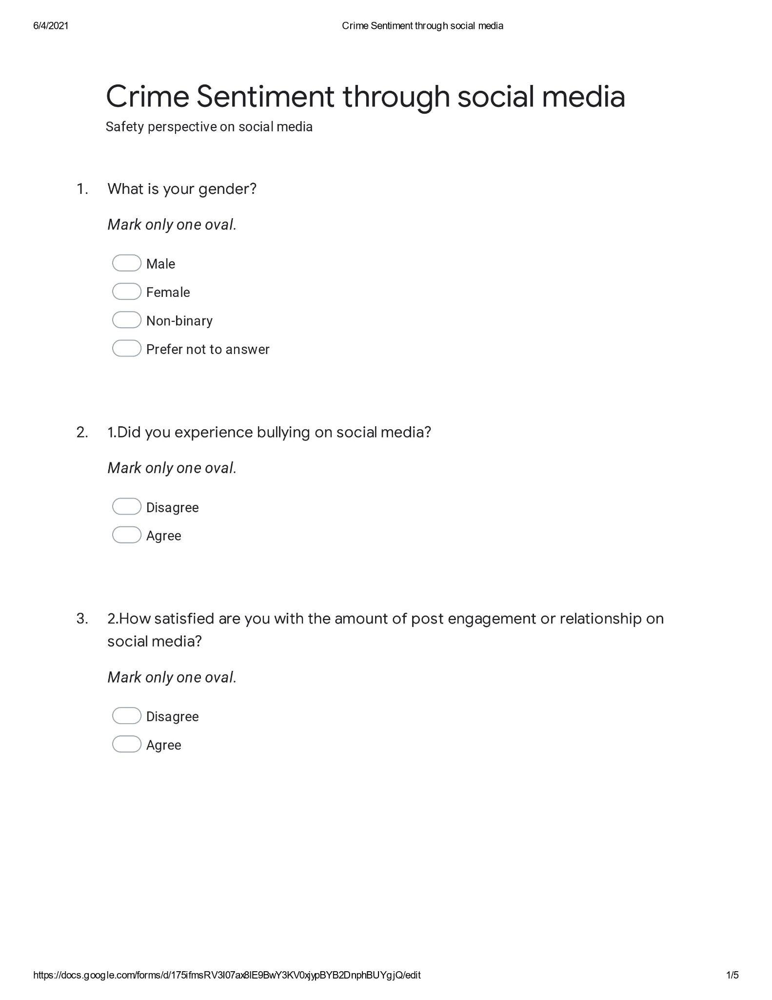 6/4/2021
Crime Sentiment through social media
Crime Sentiment through social media
Safety perspective on social media
1. What is your gender?
Mark only one oval.
Male
Female
Non-binary
Prefer not to answer
2. 1.Did you experience bullying on social media?
Mark only one oval.
Disagree
Agree
3. 2.How satisfied are you with the amount of post engagement or relationship on
social media?
Mark only one oval.
Disagree
Agree
https://docs.google.com/forms/d/175ifmsRV3I07ax8IE9BwY3KV0xjypBYB2DnphBUYgjQ/edit
1/5